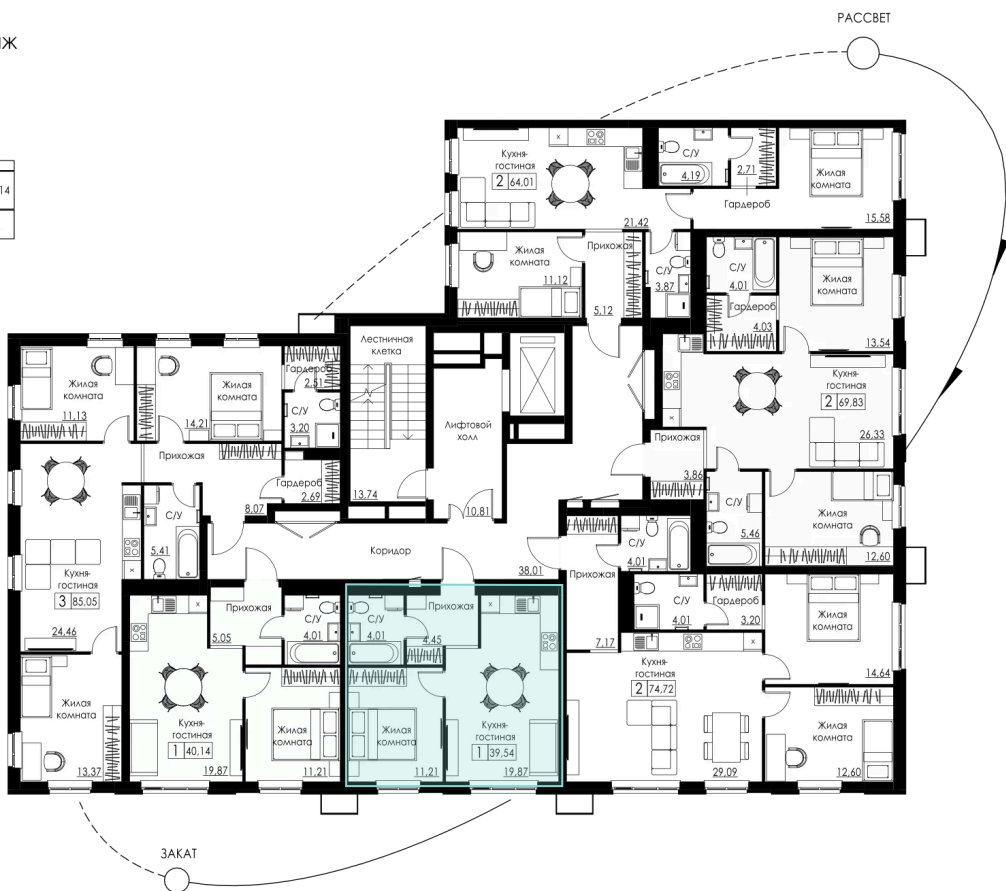 РАССВЕТ
Кухня-
гостиная
2 64,01
21.42
С/У
4.19
2.71
Гардероб
Жилая
комната
15.58
Жилая
комната
11.12
Прихожая
5.12
С/У
3.87
С/У
4.01
Гардероб
4.03
Жилая
комната
13.54
Кухня-
гостиная
2 69,83
26.33
Прихожая
3.86
С/У
5.46
Жилая
комната
12.60
Лестничная
клетка
13.74
Лифтовой
холл
10.81
Жилая
комната
11.13
Жилая
комната
14.21
Гардероб
2.51
С/У
3.20
Прихожая
8.07
Гардероб
2.69
С/У
5.41
Кухня-
гостиная
3 85.05
24.46
Жилая
комната
13.37
Коридор
38.01
Прихожая
5.05
С/У
4.01
Кухня-
гостиная
1 40,14
19.87
Жилая
комната
11.21
С/У
4.01
Прихожая
4.45
Жилая
комната
11.21
Кухня-
гостиная
1 39,54
19.87
С/У
4.01
Прихожая
7.17
С/У
4.01
Гардероб
3.20
Жилая
комната
14.64
Кухня-
гостиная
2 74,72
29.09
Жилая
комната
12.60
ЗАКАТ